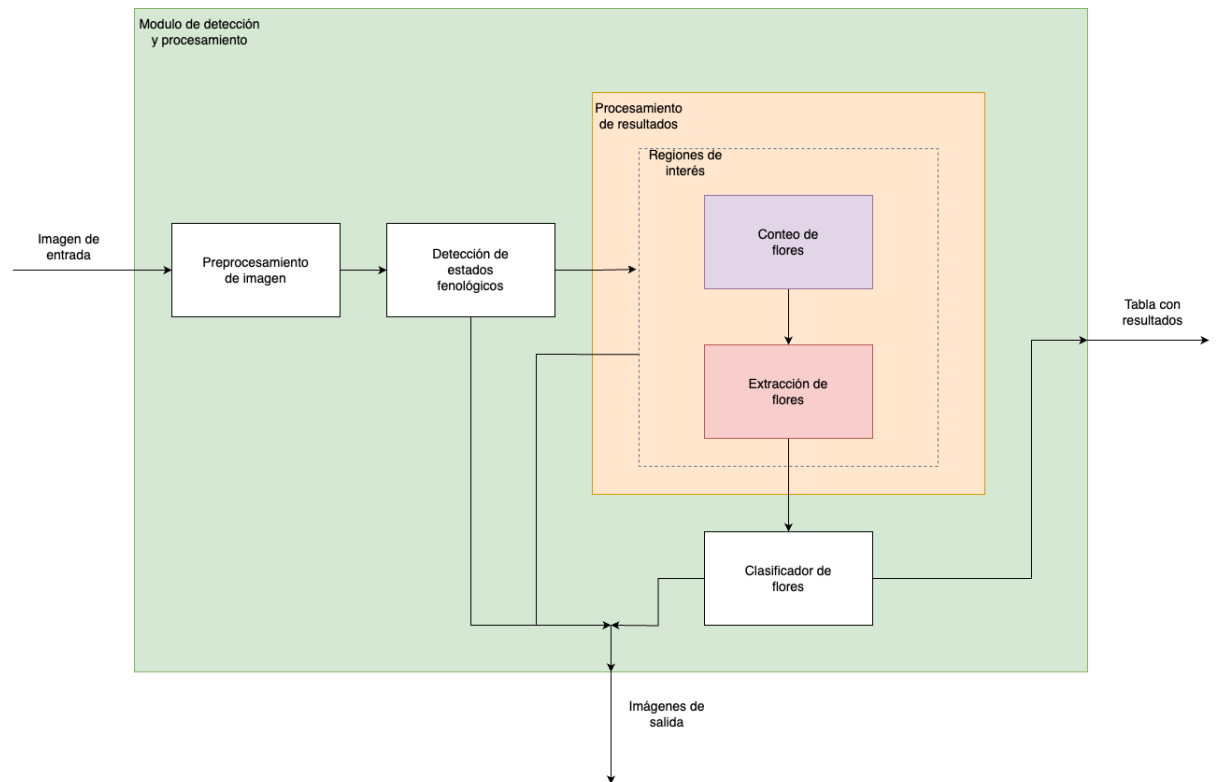 Modulo de detección
y procesamiento
Procesamiento
de resultados
Regiones de
interés
Conteo de
flores
Imagen de
entrada
Preprocesamiento
de imagen
Detección de
estados
fenológicos
Extracción de
flores
Tabla con
resultados
Clasificador de
flores
Imágenes de
salida